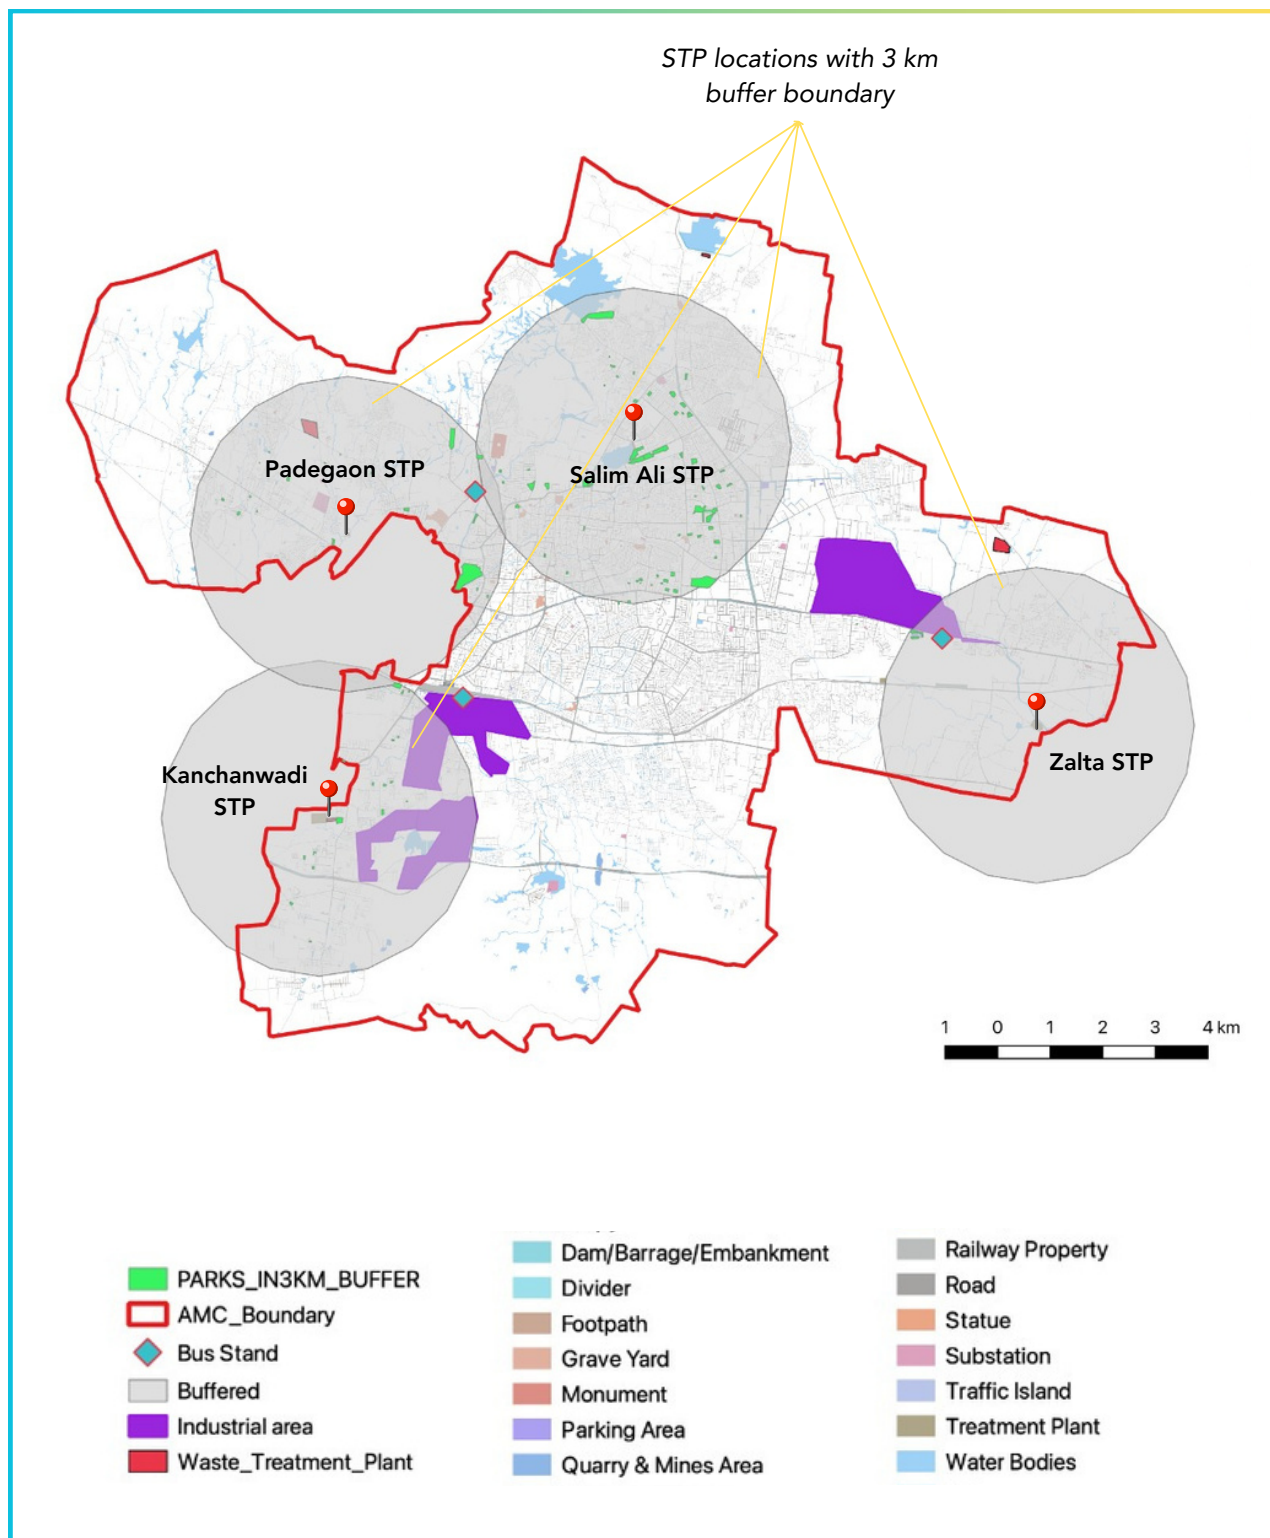 STP locations with 3 km
buffer boundary
Padegaon STP
Salim Ali STP
Kanchanwadi
STP
Zalta STP
1 0 1 2 3 4 km
PARKS_IN3KM_BUFFER
AMC_Boundary
Bus Stand
Buffered
Industrial area
Waste_Treatment_Plant
Dam/Barrage/Embankment
Divider
Footpath
Grave Yard
Monument
Parking Area
Quarry & Mines Area
Railway Property
Road
Statue
Substation
Traffic Island
Treatment Plant
Water Bodies